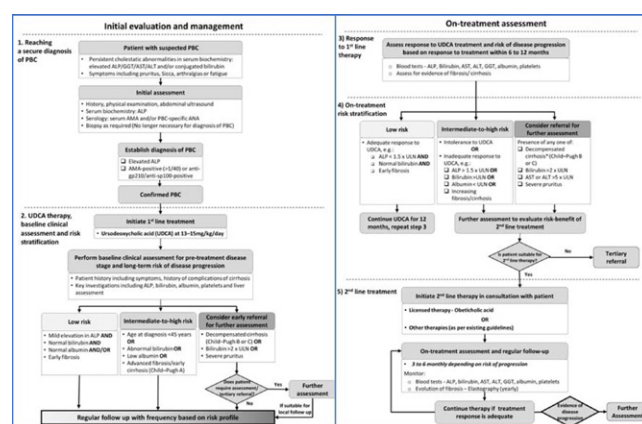 Initial evaluation and management
1. Reaching
a secure diagnosis
of PBC
Patient with suspected PBC
Persistent cholestatic abnormalities in serum biochemistry:
elevated ALP/GGT/AST/ALT and/or conjugated bilirubin
Symptoms including pruritus, Sicca, arthralgias or fatigue
Initial assessment
History, physical examination, abdominal ultrasound
Serum biochemistry: ALP
Serology: serum AMA and/or PBC-specific ANA
Biopsy as required (No longer necessary for diagnosis of PBC)
Establish diagnosis of PBC
Elevated ALP
AMA-positive (>1/40) or anti-
gp210/anti-sp100-positive
Confirmed PBC
2. UDCA therapy,
baseline clinical
assessment and risk
stratification
Initiate 1st line treatment
Ursodeoxycholic acid (UDCA) at 13–15mg/kg/day
Perform baseline clinical assessment for pre-treatment disease
stage and long-term risk of disease progression
Patient history including symptoms, history of complications of cirrhosis
Key investigations including ALP, bilirubin, albumin, platelets and liver
assessment
Low risk
Mild elevation in ALP AND
Normal bilirubin AND
Normal albumin AND/OR
Early fibrosis
Intermediate-to-high risk
Age at diagnosis <45 years
OR
Abnormal bilirubin OR
Low albumin OR
Advanced fibrosis/early
cirrhosis (Child–Pugh A)
Consider early referral
for further assessment
Decompensated cirrhosis
(Child–Pugh B or C) OR
Bilirubin>2 x ULN OR
Severe pruritus
Does
patient require
assessment/
tertiary referral?
Yes
Further
assessment
No
If suitable for
local follow up
Regular follow up with frequency based on risk profile
On-treatment assessment
3) Response
to 1st line
therapy
Assess response to UDCA treatment and risk of disease progression
based on response to treatment within 6 to 12 months
Blood tests - ALP, Bilirubin, AST, ALT, GGT, albumin, platelets
Assess for evidence of fibrosis/ cirrhosis
4) On-treatment
risk stratification
Low risk
Adequate response to
UDCA, e.g.:
ALP < 1.5 x ULN AND
Normal bilirubin AND
Early fibrosis
Intermediate-to-high risk
Intolerance to UDCA
OR
Inadequate response to
UDCA, e.g.:
ALP > 1.5 x ULN OR
Bilirubin>ULN OR
Albumin< ULN OR
Increasing
fibrosis/cirrhosis
Consider referral for
further assessment
Presence of any one of:
Decompensated
cirrhosis* (Child–Pugh B
or C)
Bilirubin>2 x ULN
AST or ALT >5 x ULN
Severe pruritus
Continue UDCA for 12
months, repeat step 3
Further assessment to evaluate risk-benefit of
2nd line treatment
Is patient suitable for
2nd line therapy?
No
Tertiary
referral
Yes
5) 2nd line treatment
Initiate 2nd line therapy in consultation with patient
Licensed therapy - Obeticholic acid
OR
Other therapies (as per existing guidelines)
On-treatment assessment and regular follow-up
3 to 6 monthly depending on risk of progression
Monitor:
Blood tests - ALP, bilirubin, AST, ALT, GGT, albumin, platelets
Evolution of fibrosis – Elastography (yearly)
Continue therapy if treatment
response is adequate
Evidence of
disease
progression
Further
Assessment